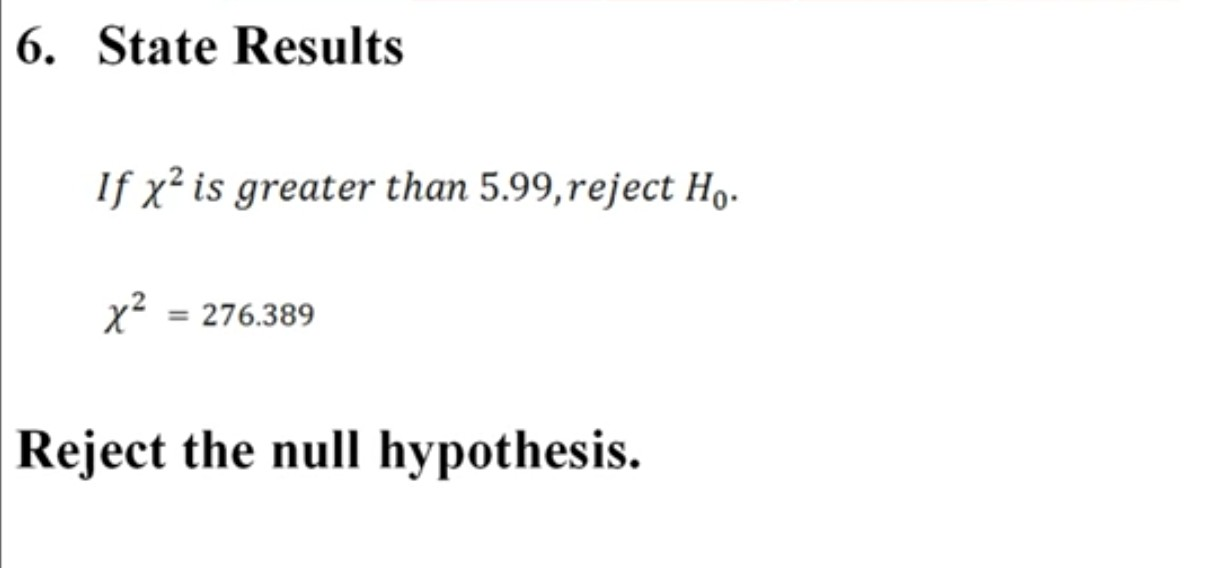 6. State Results
If χ² is greater than 5.99, reject H₀.
χ² = 276.389
Reject the null hypothesis.